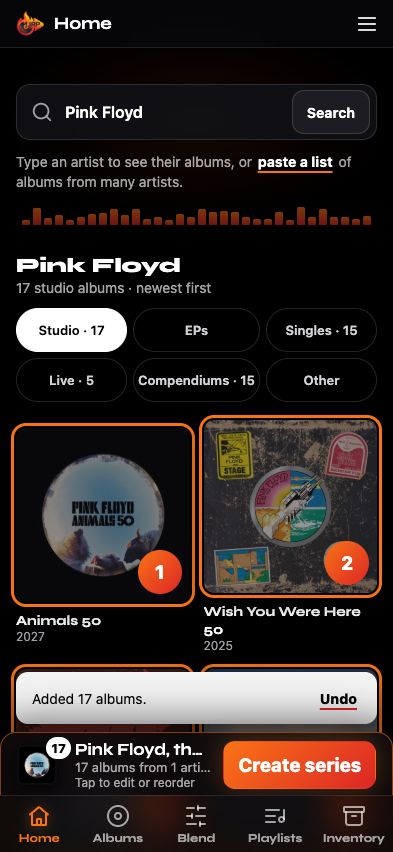 Home
Pink Floyd
Search
Type an artist to see their albums, or paste a list of
albums from many artists.
Pink Floyd
17 studio albums · newest first
Studio · 17
EPs
Singles · 15
Live · 5
Compendiums · 15
Other
PINK FLOYD
ANIMALS 50
STAGE
1
2
Animals 50
2027
Wish You Were Here
50
2025
Added 17 albums.
Undo
17
Pink Floyd, th...
17 albums from 1 arti...
Tap to edit or reorder
Create series
Home
Albums
Blend
Playlists
Inventory